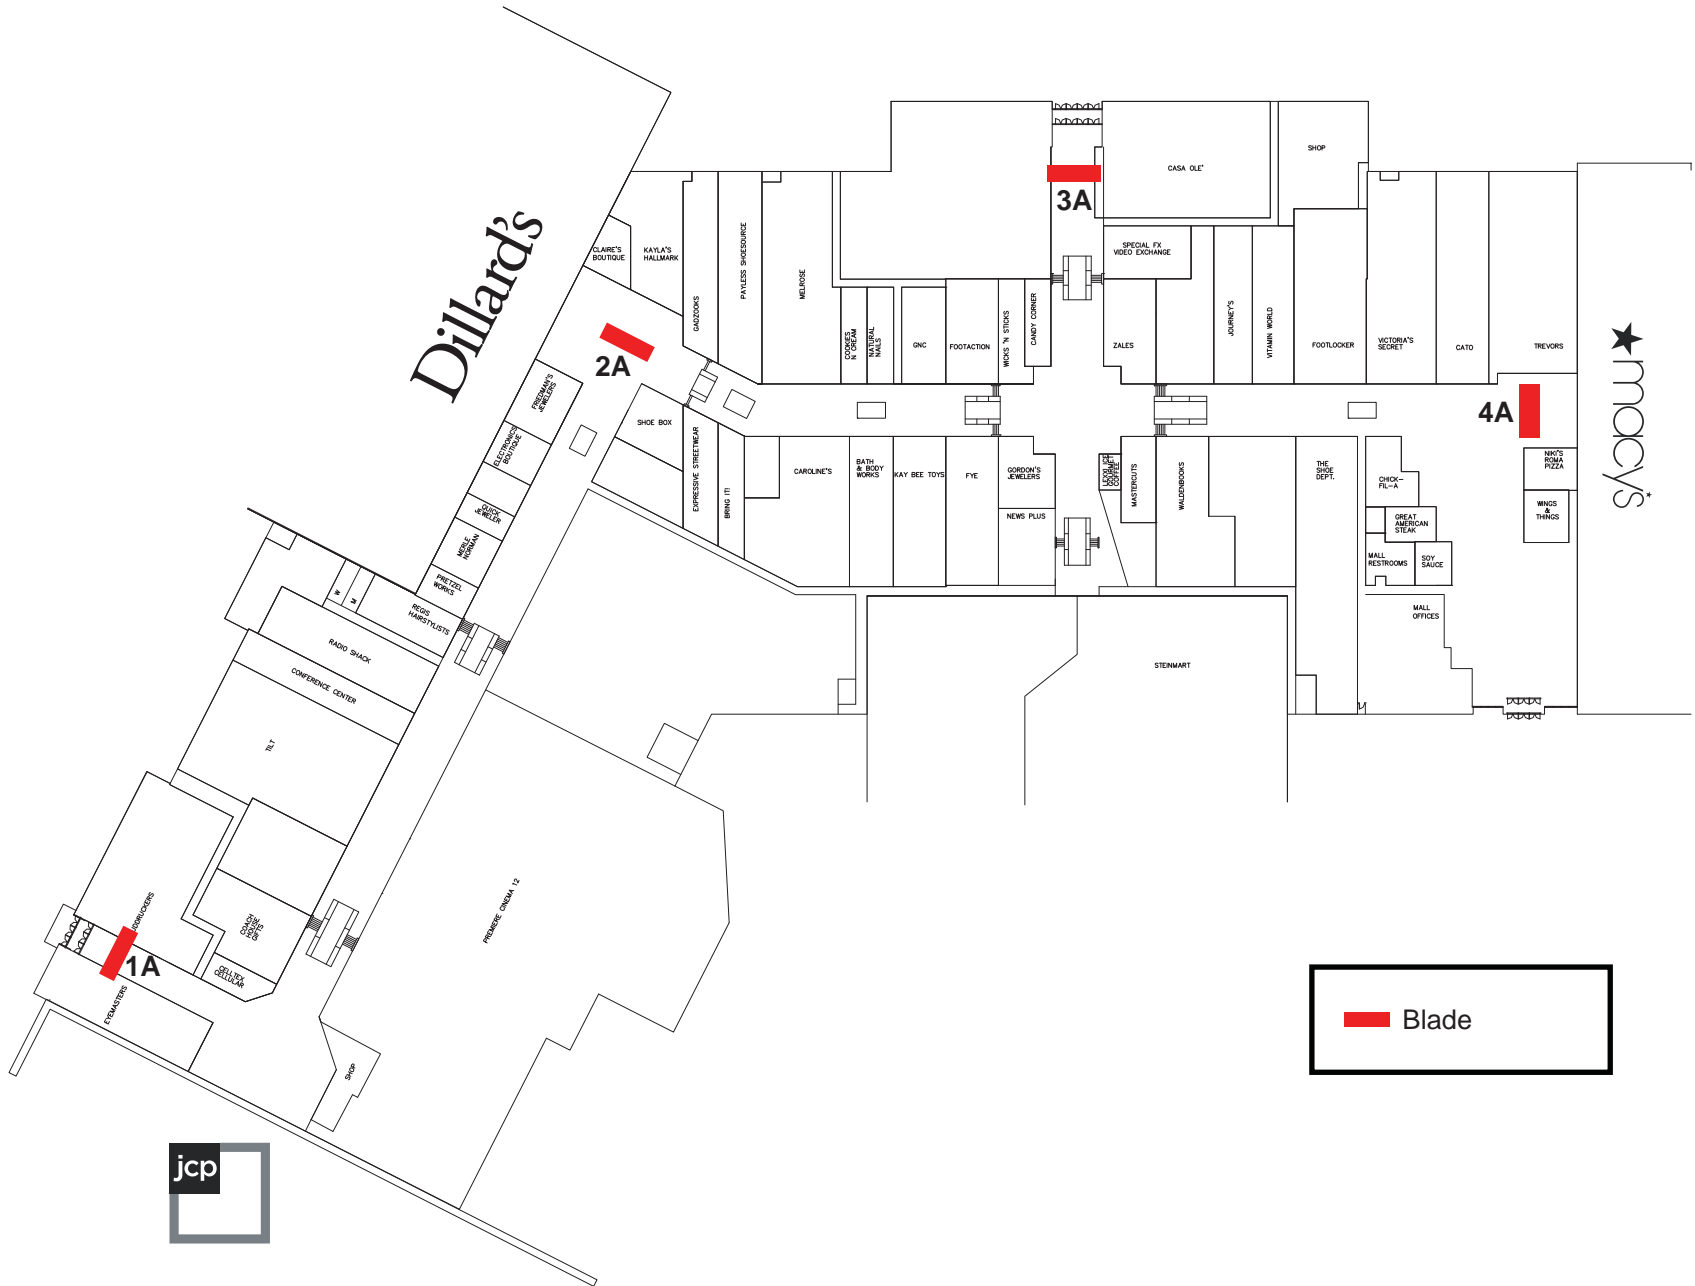 Dillard's
CLAIRE'S
BOUTIQUE
KAYLA'S
HALLMARK
GADZOOKS
PAYLESS SHOESOURCE
MELROSE
COOKIES
N CREAM
NATURAL
NAILS
GNC
FOOTACTION
WICKS 'N STICKS
CANDY CORNER
3A
CASA OLE'
SHOP
SPECIAL FX
VIDEO EXCHANGE
ZALES
JOURNEY'S
VITAMIN WORLD
FOOTLOCKER
VICTORIA'S
SECRET
CATO
TREVORS
macy's
2A
4A
FRIEDMAN'S
JEWELERS
ELECTRONICS
BOUTIQUE
QUICK
JEWELER
MERLE
NORMAN
PRETZEL
WORKS
REGIS
HAIRSTYLISTS
W
M
RADIO SHACK
CONFERENCE CENTER
TILT
SHOE BOX
EXPRESSIVE STREETWEAR
BRING IT!
CAROLINE'S
BATH
& BODY
WORKS
KAY BEE TOYS
FYE
GORDON'S
JEWELERS
NEWS PLUS
GOURMET
COFFEE
MASTERCUTS
WALDENBOOKS
THE
SHOE
DEPT.
CHICK-
FIL-A
GREAT
AMERICAN
STEAK
MALL
RESTROOMS
SOY
SAUCE
NIKI'S
ROMA
PIZZA
WINGS
&
THINGS
MALL
OFFICES
STEINMART
PREMIERE CINEMA 12
COACH
HOUSE
GIFTS
CELLTEX
CELLULAR
1A
EYEMASTERS
SHOP
jcp
Blade